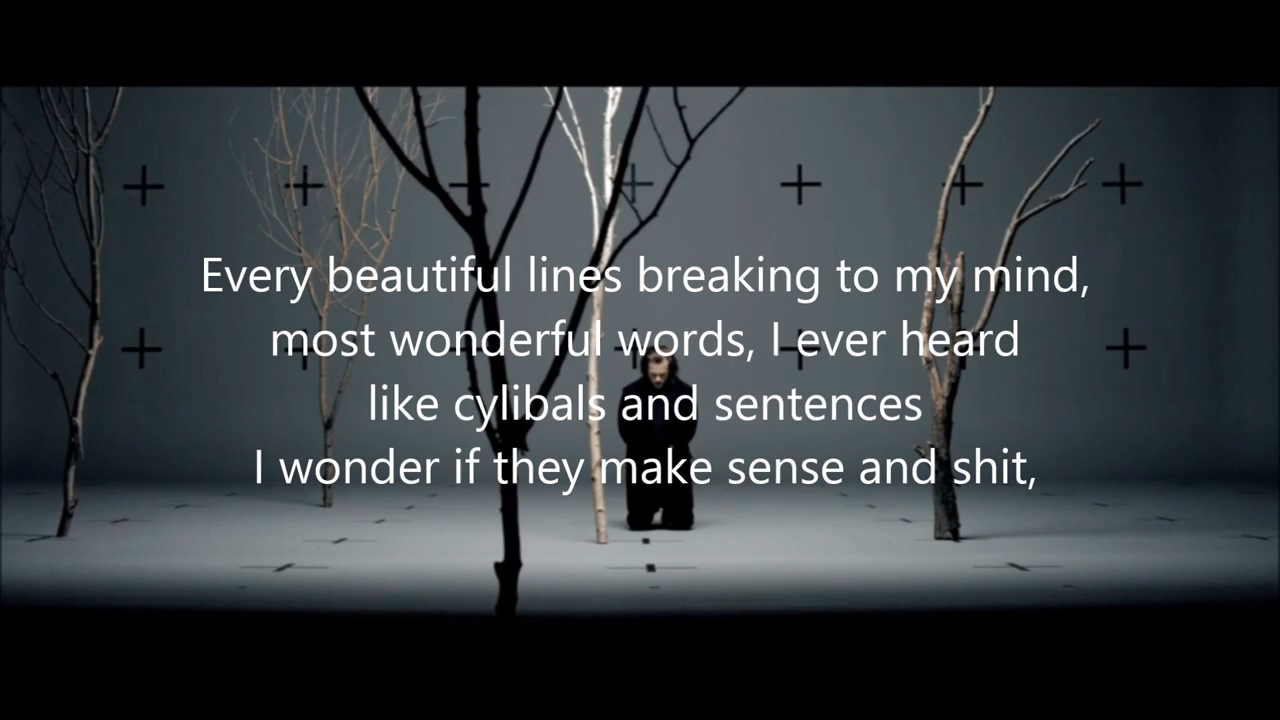 Every beautiful lines breaking to my mind,
most wonderful words, I ever heard
like cylibals and sentences
I wonder if they make sense and shit,